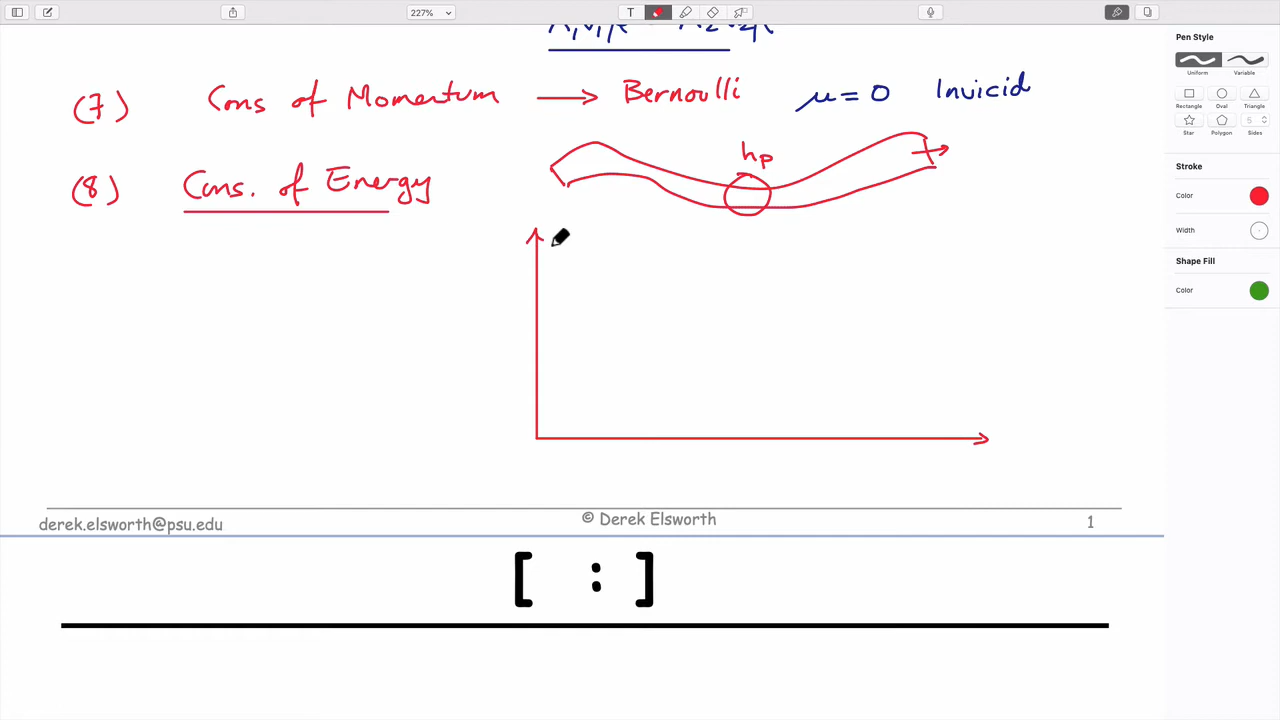 227%
T
Pen Style
Uniform Variable
(7) Cons of Momentum → Bernoulli μ = 0 Invicid
Rectangle Oval Triangle
5
Star Polygon Sides
hp
(8) Cons. of Energy
Stroke
Color
Width
Shape Fill
Color
derek.elsworth@psu.edu © Derek Elsworth 1
[ : ]